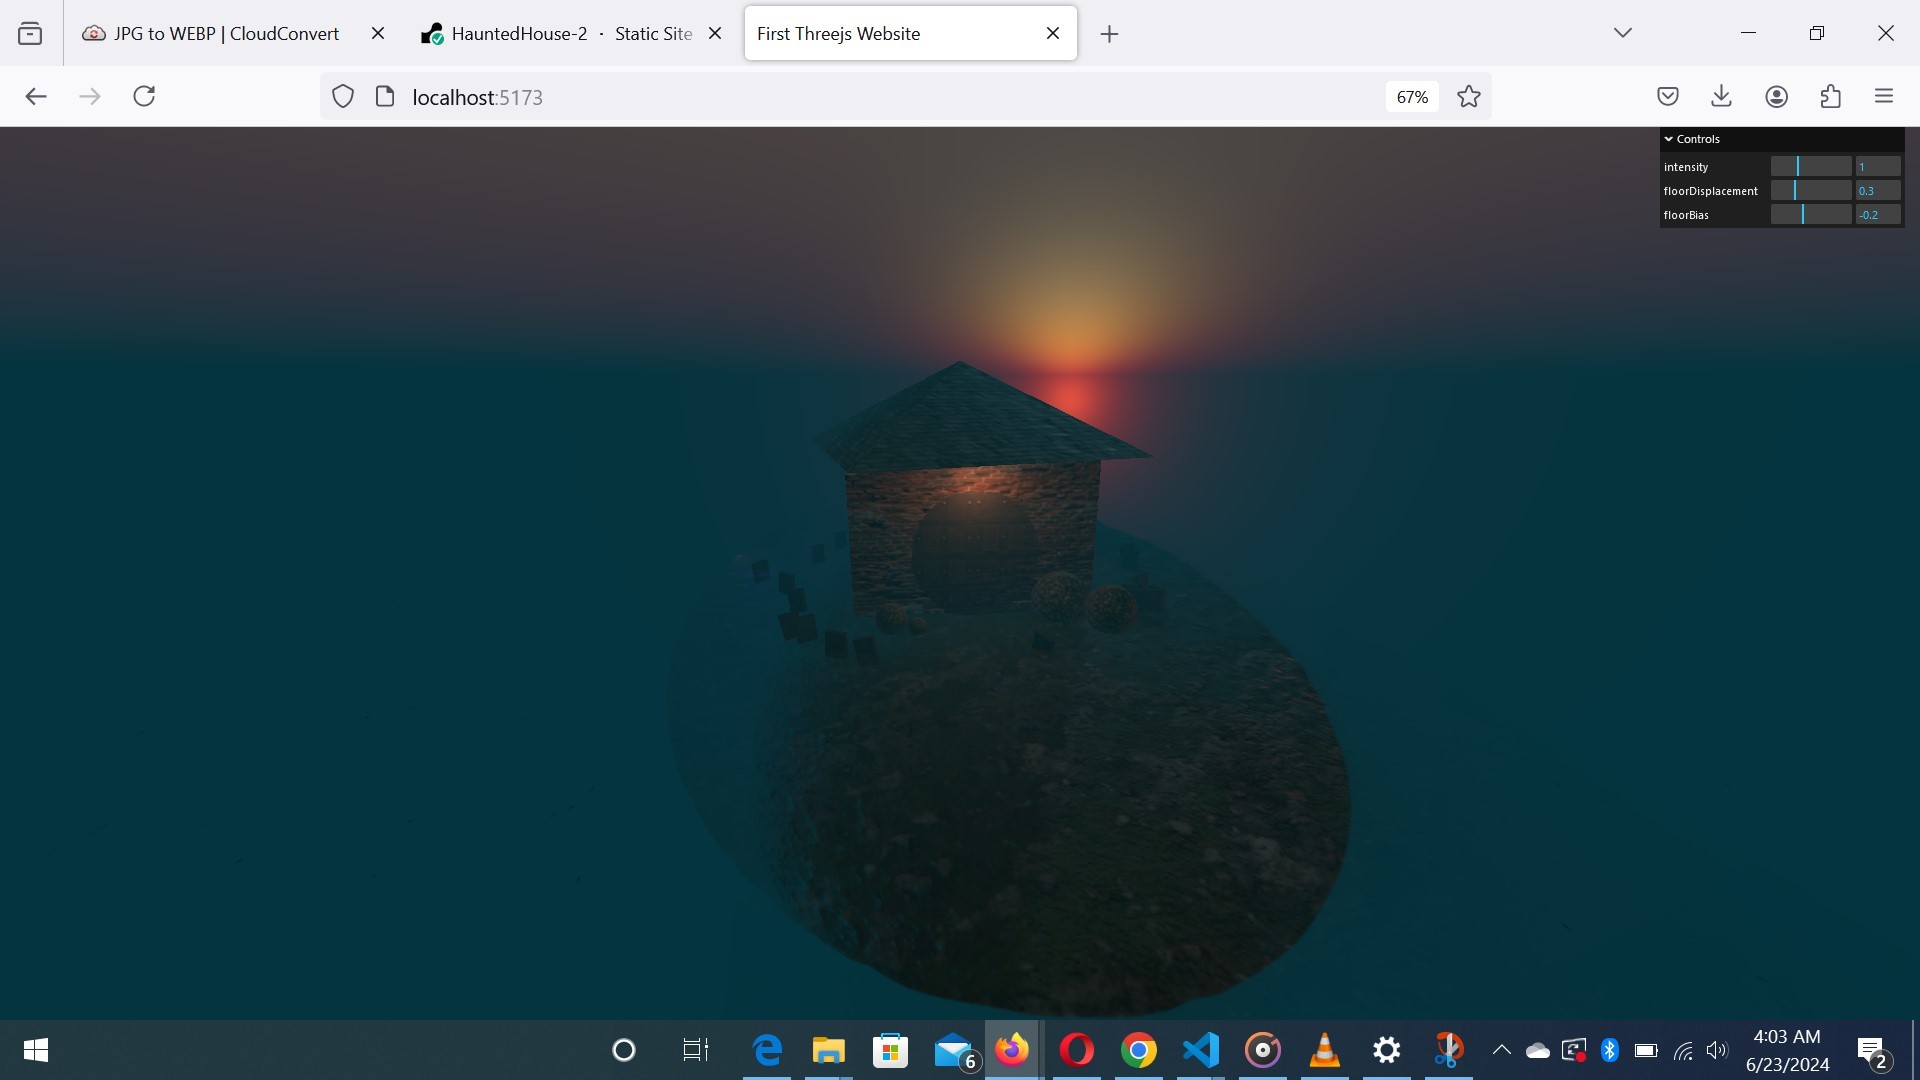 JPG to WEBP | CloudConvert
HauntedHouse-2 · Static Site
First Threejs Website
localhost:5173
67%
Controls
intensity 1
floorDisplacement 0.3
floorBias -0.2
6
4:03 AM
6/23/2024
2